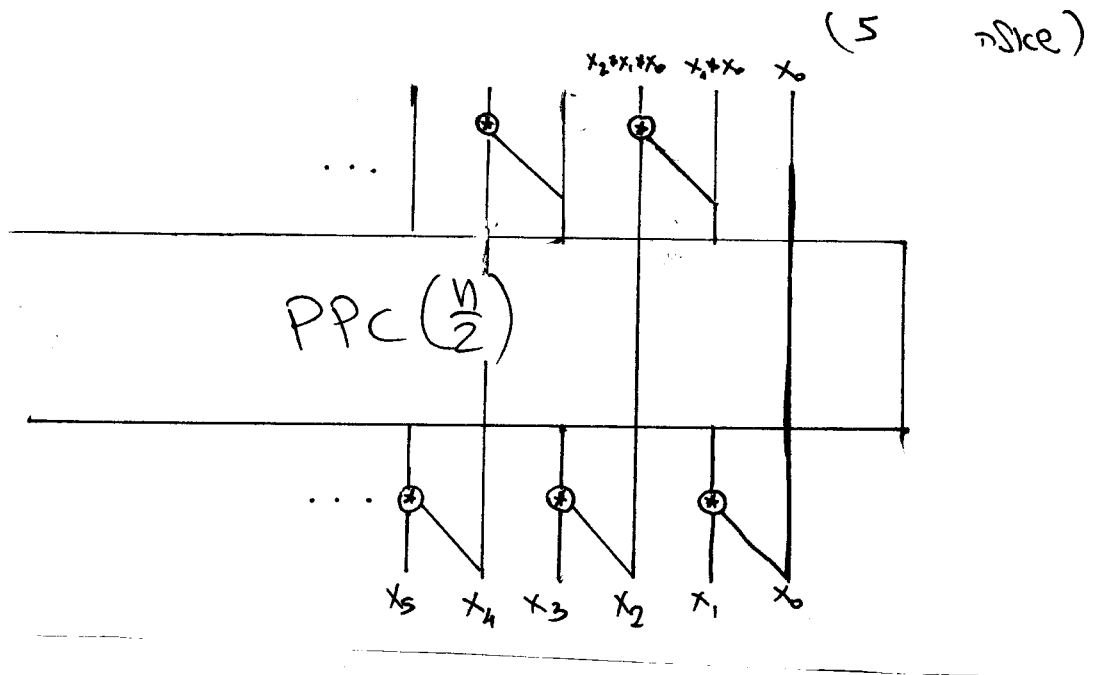 שאלה 5)
X₂*X₁*X₀ X₁*X₀ X₀
* *
...
PPC(n/2)
... * * *
X₅ X₄ X₃ X₂ X₁ X₀